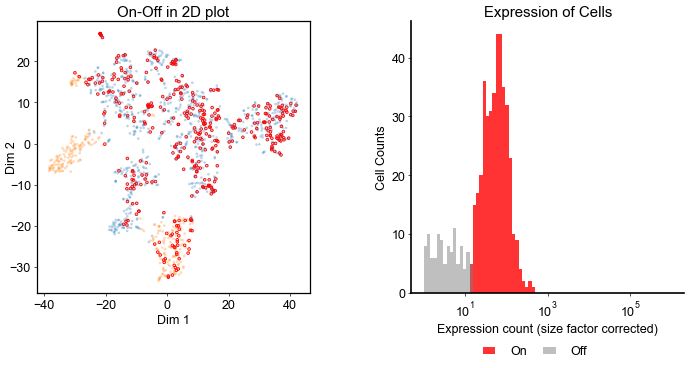 On-Off in 2D plot
Dim 2
20
10
0
−10
−20
−30
−40
−20
0
20
40
Dim 1
Expression of Cells
Cell Counts
40
30
20
10
0
10^1
10^3
10^5
Expression count (size factor corrected)
On
Off